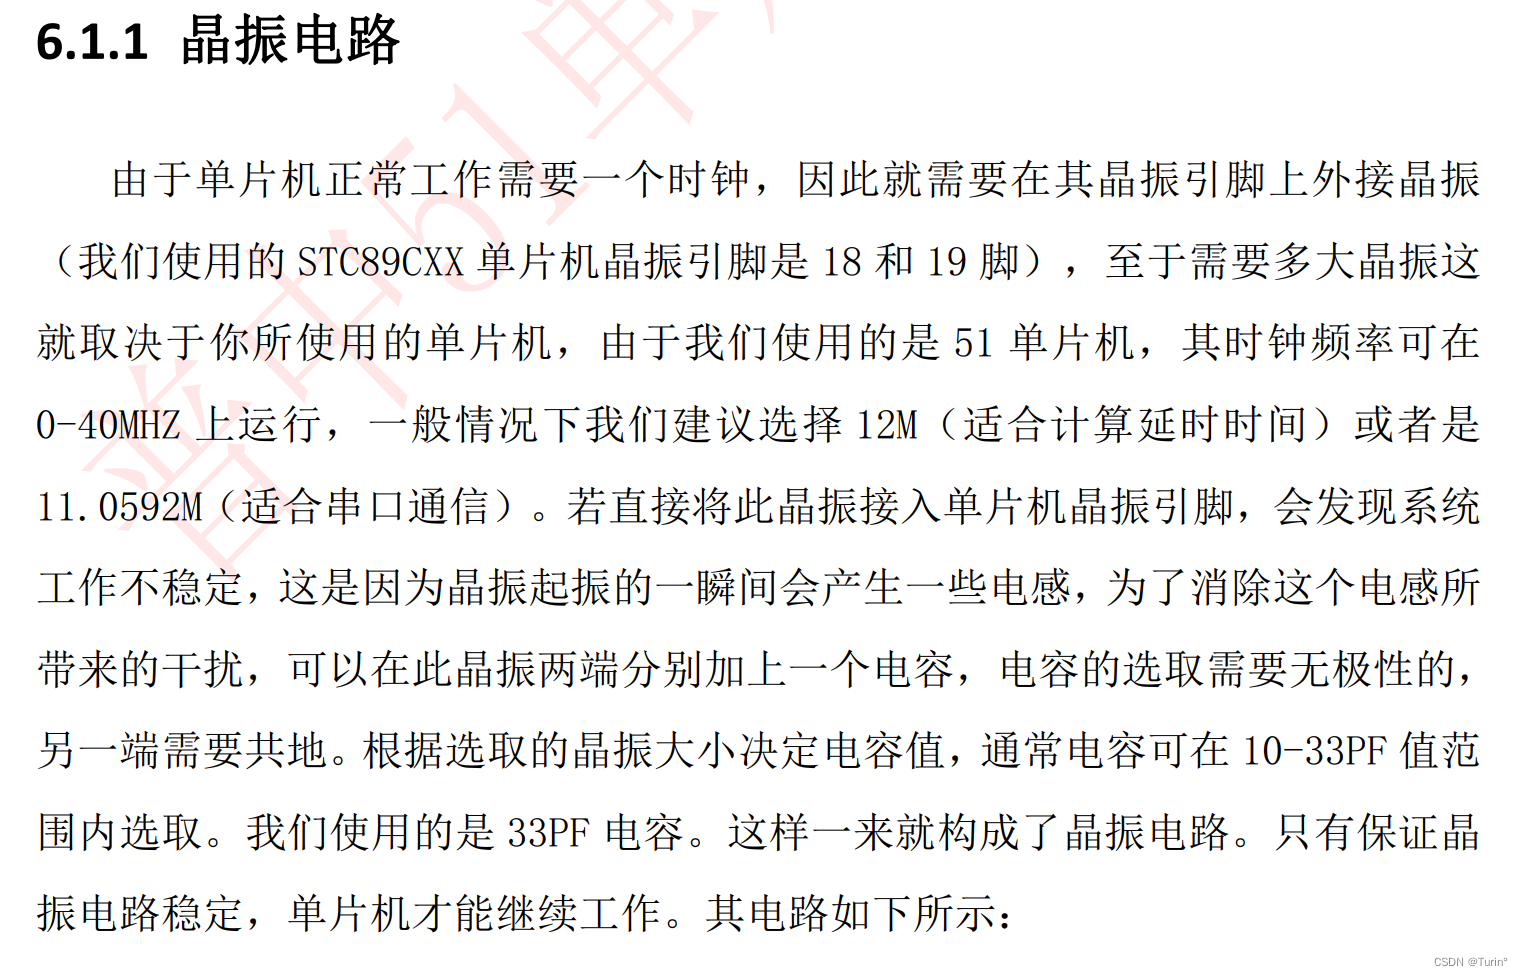 6.1.1 晶振电路
由于单片机正常工作需要一个时钟，因此就需要在其晶振引脚上外接晶振
（我们使用的 STC89CXX 单片机晶振引脚是 18 和 19 脚），至于需要多大晶振这
就取决于你所使用的单片机，由于我们使用的是 51 单片机，其时钟频率可在
0-40MHZ 上运行，一般情况下我们建议选择 12M（适合计算延时时间）或者是
11.0592M（适合串口通信）。若直接将此晶振接入单片机晶振引脚，会发现系统
工作不稳定，这是因为晶振起振的一瞬间会产生一些电感，为了消除这个电感所
带来的干扰，可以在此晶振两端分别加上一个电容，电容的选取需要无极性的，
另一端需要共地。根据选取的晶振大小决定电容值，通常电容可在 10-33PF 值范
围内选取。我们使用的是 33PF 电容。这样一来就构成了晶振电路。只有保证晶
振电路稳定，单片机才能继续工作。其电路如下所示：
普中51单
CSDN @Turin°